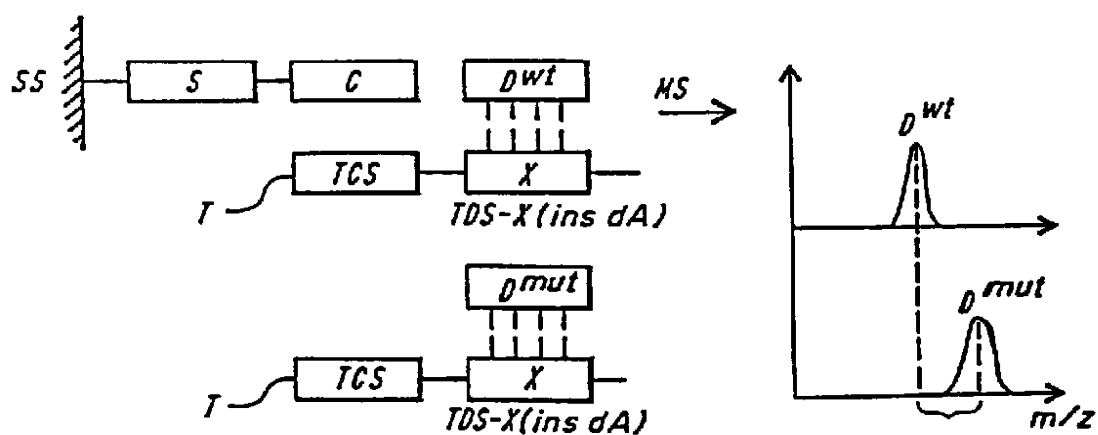 SS
S
C
D wt
MS
D wt
TCS
X
T
TDS-X(ins dA)
D mut
D mut
TCS
X
T
TDS-X(ins dA)
m/z